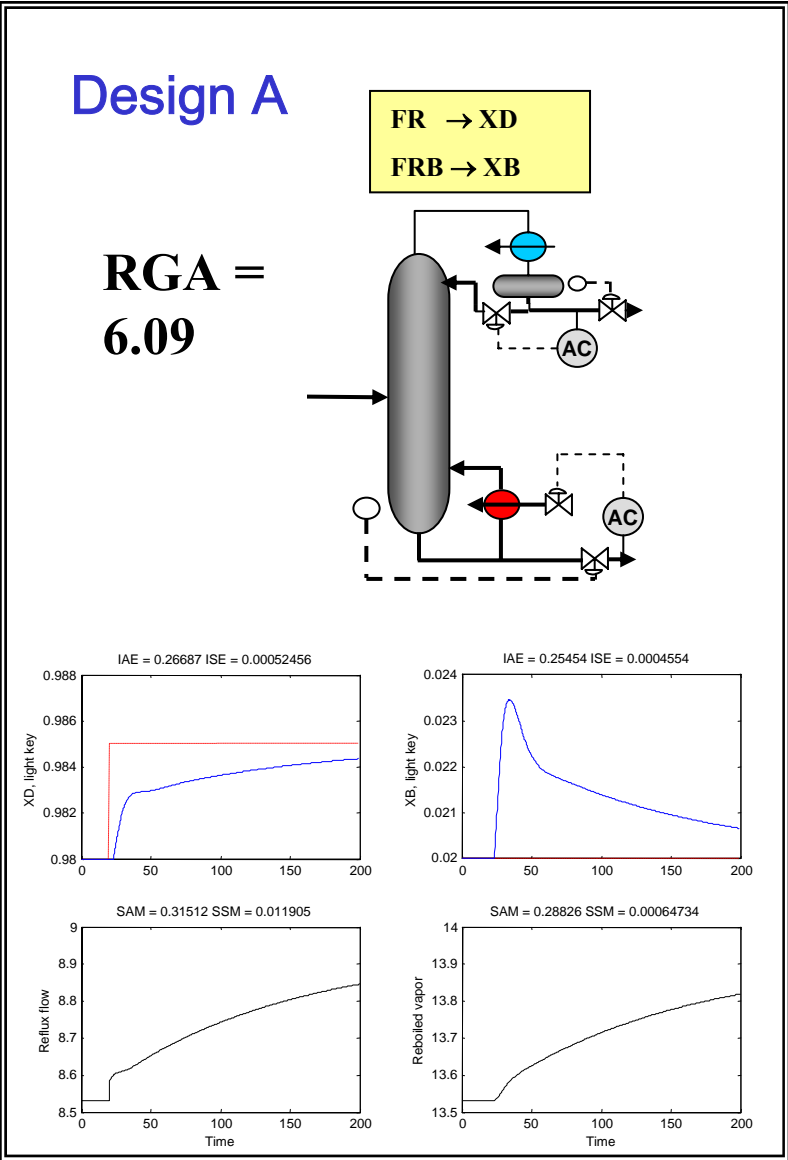 Design A
FR → XD
FRB → XB
RGA =
6.09
AC
AC
IAE = 0.26687 ISE = 0.00052456
0.988
0.986
0.984
0.982
0.98
XD, light key
0 50 100 150 200
IAE = 0.25454 ISE = 0.0004554
0.024
0.023
0.022
0.021
0.02
XB, light key
0 50 100 150 200
SAM = 0.31512 SSM = 0.011905
9
8.9
8.8
8.7
8.6
8.5
Reflux flow
0 50 100 150 200
Time
SAM = 0.28826 SSM = 0.00064734
14
13.9
13.8
13.7
13.6
13.5
Reboiled vapor
0 50 100 150 200
Time